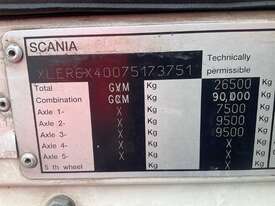 SCANIA
Technically permissible
XLER6X40075173751
Total GVM Kg 26500 Kg
Combination GCM Kg 90,000 Kg
Axle 1- X Kg 7500 Kg
Axle 2- X Kg 9500 Kg
Axle 3- X Kg 9500 Kg
Axle 4- X Kg X Kg
Axle 5- X Kg X Kg
5 th wheel X Kg X Kg